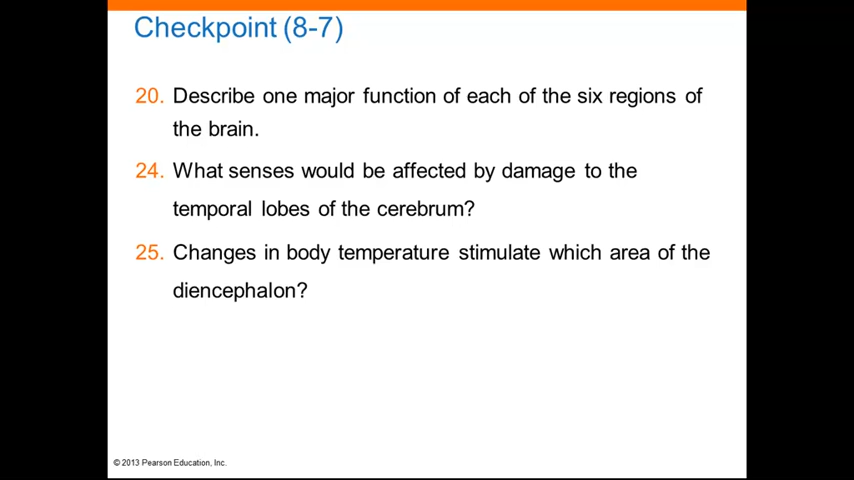 Checkpoint (8-7)
20. Describe one major function of each of the six regions of
the brain.
24. What senses would be affected by damage to the
temporal lobes of the cerebrum?
25. Changes in body temperature stimulate which area of the
diencephalon?
© 2013 Pearson Education, Inc.